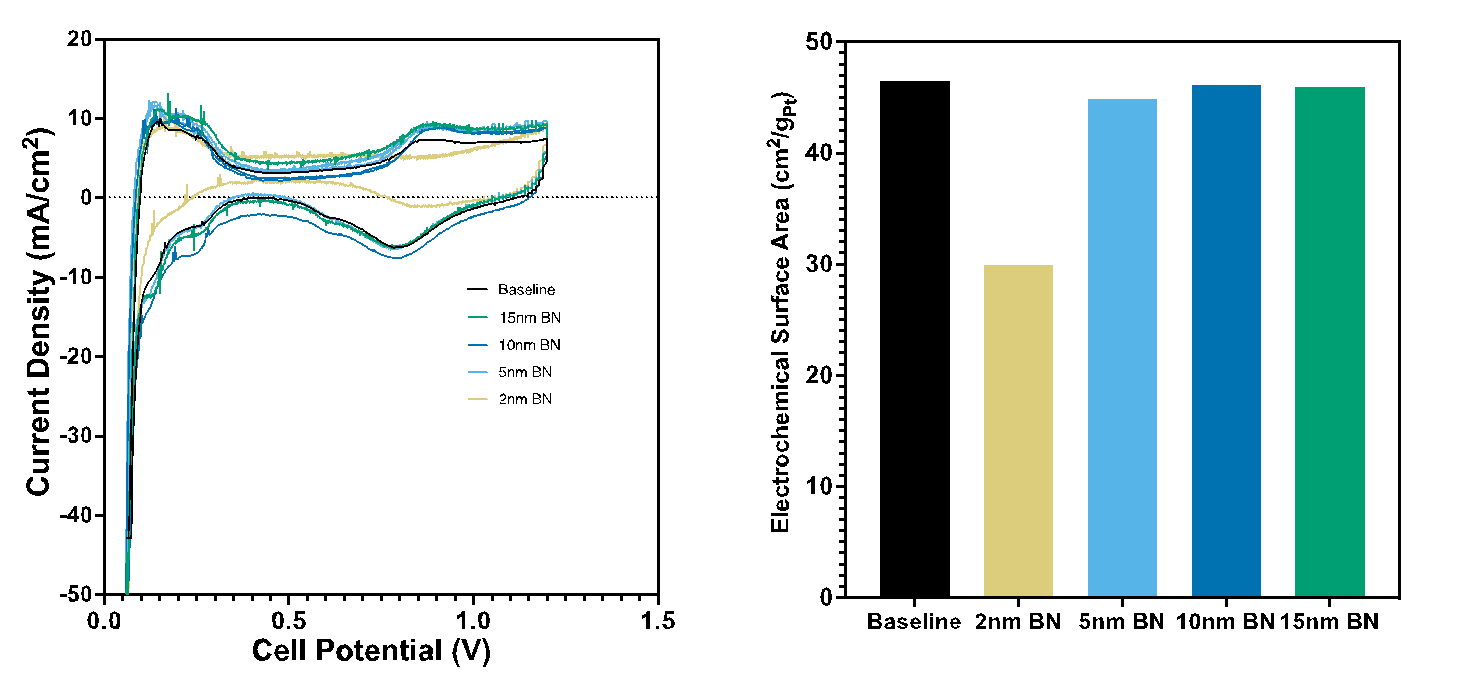 20
10
0
-10
-20
-30
-40
-50
0.0
0.5
1.0
1.5
Current Density (mA/cm²)
Cell Potential (V)
Baseline
15nm BN
10nm BN
5nm BN
2nm BN
50
40
30
20
10
0
Electrochemical Surface Area (cm²/gPt)
Baseline
2nm BN
5nm BN
10nm BN
15nm BN